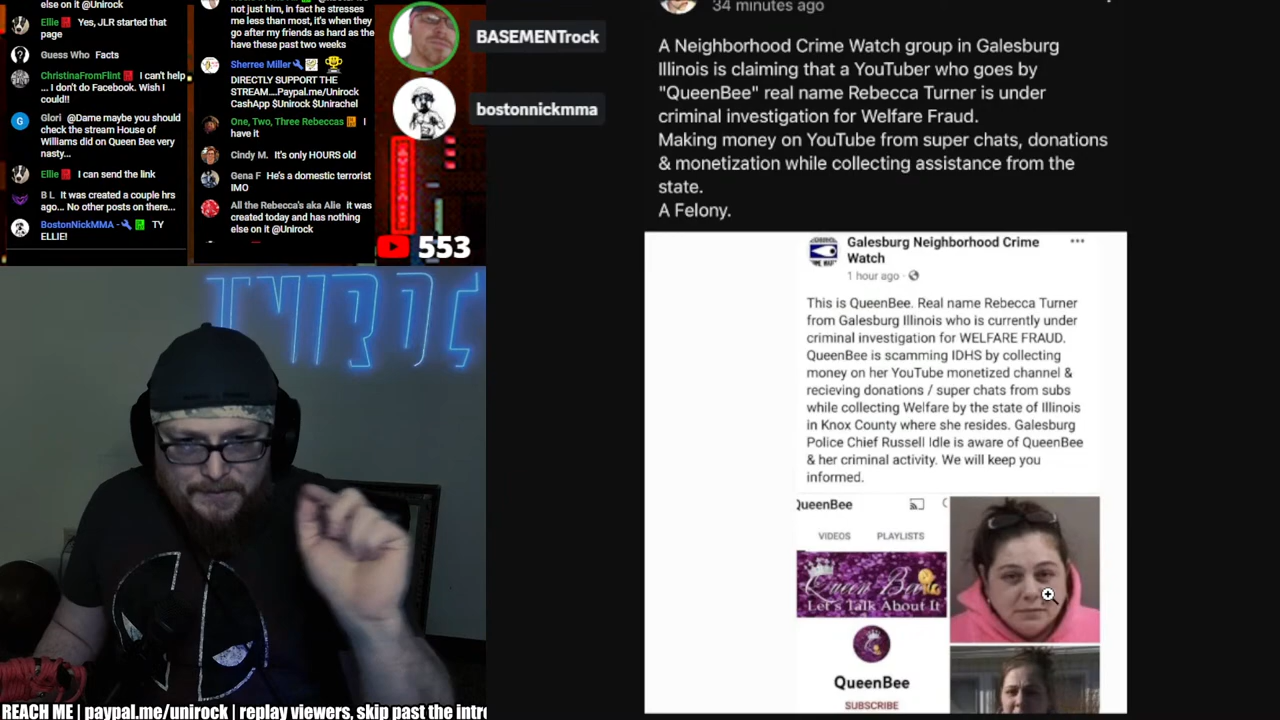 else on it @Unirock
Ellie Yes, JLR started that
page
Guess Who Facts
ChristinaFromFlint I can't help
... I don't do Facebook. Wish I
could!!
Glori @Dame maybe you should
check the stream House of
Williams did on Queen Bee very
nasty...
Ellie I can send the link
B L It was created a couple hrs
ago... No other posts on there...
BostonNickMMA - TY
ELLIE!
not just him, in fact he stresses
me less than most, it's when they
go after my friends as hard as the
have these past two weeks
Sherree Miller
DIRECTLY SUPPORT THE
STREAM....Paypal.me/Unirock
CashApp $Unirock $Unirachel
One, Two, Three Rebeccas I
have it
Cindy M. It's only HOURS old
Gena F He's a domestic terrorist
IMO
All the Rebecca's aka Alie it was
created today and has nothing
else on it @Unirock
BASEMENTrock
bostonnickmma
553
34 minutes ago
A Neighborhood Crime Watch group in Galesburg
Illinois is claiming that a YouTuber who goes by
"QueenBee" real name Rebecca Turner is under
criminal investigation for Welfare Fraud.
Making money on YouTube from super chats, donations
& monetization while collecting assistance from the
state.
A Felony.
Galesburg Neighborhood Crime
Watch
1 hour ago
This is QueenBee. Real name Rebecca Turner
from Galesburg Illinois who is currently under
criminal investigation for WELFARE FRAUD.
QueenBee is scamming IDHS by collecting
money on her YouTube monetized channel &
recieving donations / super chats from subs
while collecting Welfare by the state of Illinois
in Knox County where she resides. Galesburg
Police Chief Russell Idle is aware of QueenBee
& her criminal activity. We will keep you
informed.
QueenBee
VIDEOS PLAYLISTS
Queen Bee
Let's Talk About It
QueenBee
SUBSCRIBE
REACH ME | paypal.me/unirock | replay viewers, skip past the intro